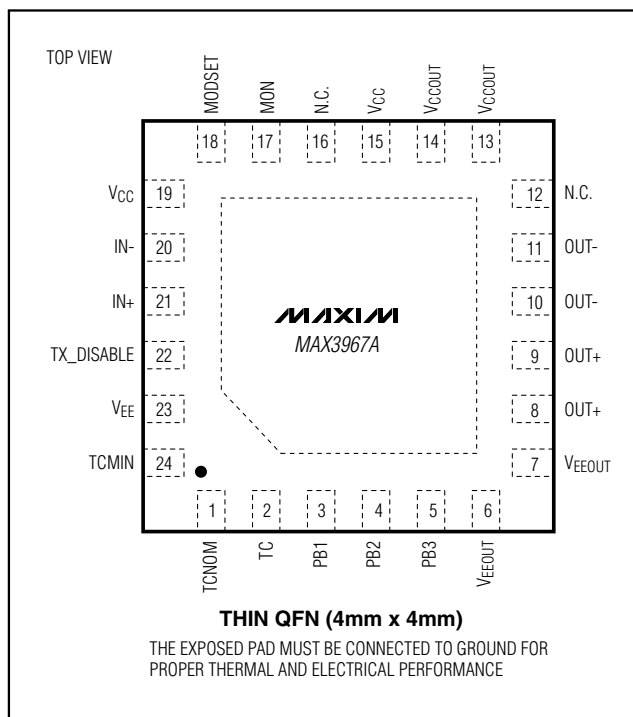 TOP VIEW
MODSET
MON
N.C.
VCC
VCCOUT
VCCOUT
18
17
16
15
14
13
VCC 19
12 N.C.
IN- 20
11 OUT-
IN+ 21
10 OUT-
MAXIM
MAX3967A
TX_DISABLE 22
9 OUT+
VEE 23
8 OUT+
TCMIN 24
7 VEEOUT
1
2
3
4
5
6
TCNOM
TC
PB1
PB2
PB3
VEEOUT
THIN QFN (4mm x 4mm)
THE EXPOSED PAD MUST BE CONNECTED TO GROUND FOR
PROPER THERMAL AND ELECTRICAL PERFORMANCE